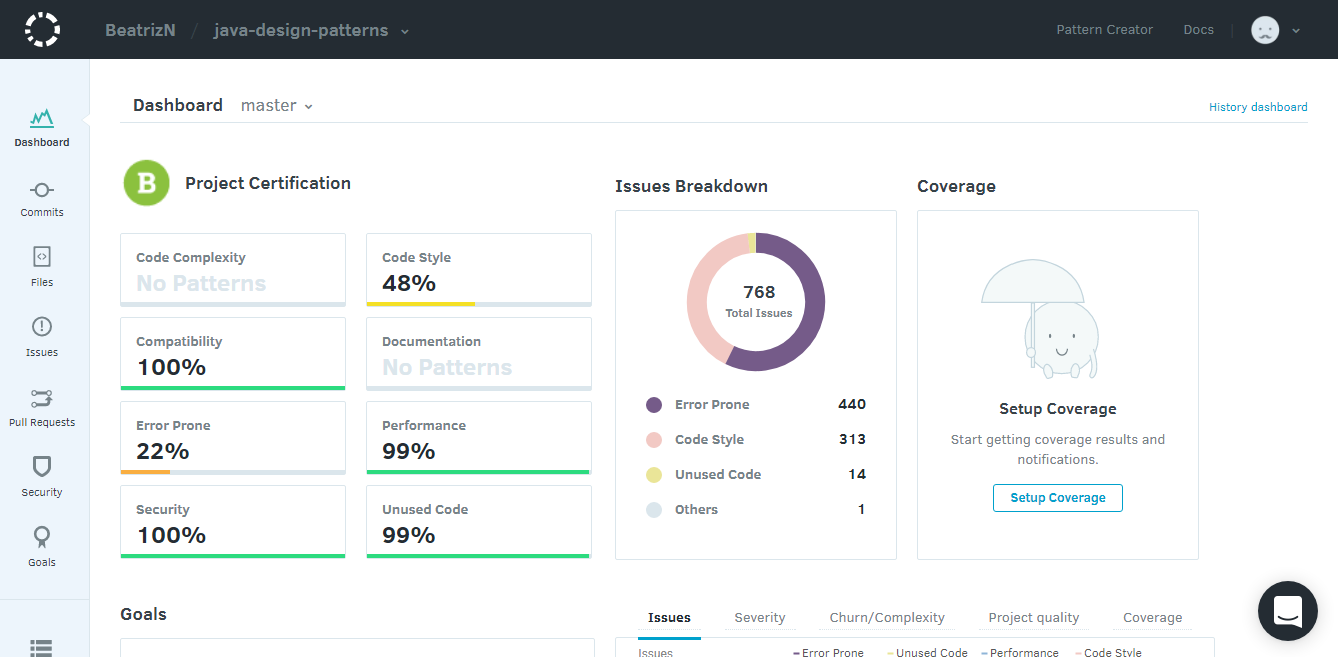 BeatrizN / java-design-patterns
Pattern Creator
Docs
Dashboard
Commits
Files
Issues
Pull Requests
Security
Goals
Dashboard master
History dashboard
B
Project Certification
Code Complexity
No Patterns
Code Style
48%
Compatibility
100%
Documentation
No Patterns
Error Prone
22%
Performance
99%
Security
100%
Unused Code
99%
Issues Breakdown
768
Total Issues
Error Prone 440
Code Style 313
Unused Code 14
Others 1
Coverage
Setup Coverage
Start getting coverage results and
notifications.
Setup Coverage
Goals
Issues Severity Churn/Complexity Project quality Coverage
Issues
Error Prone Unused Code Performance Code Style